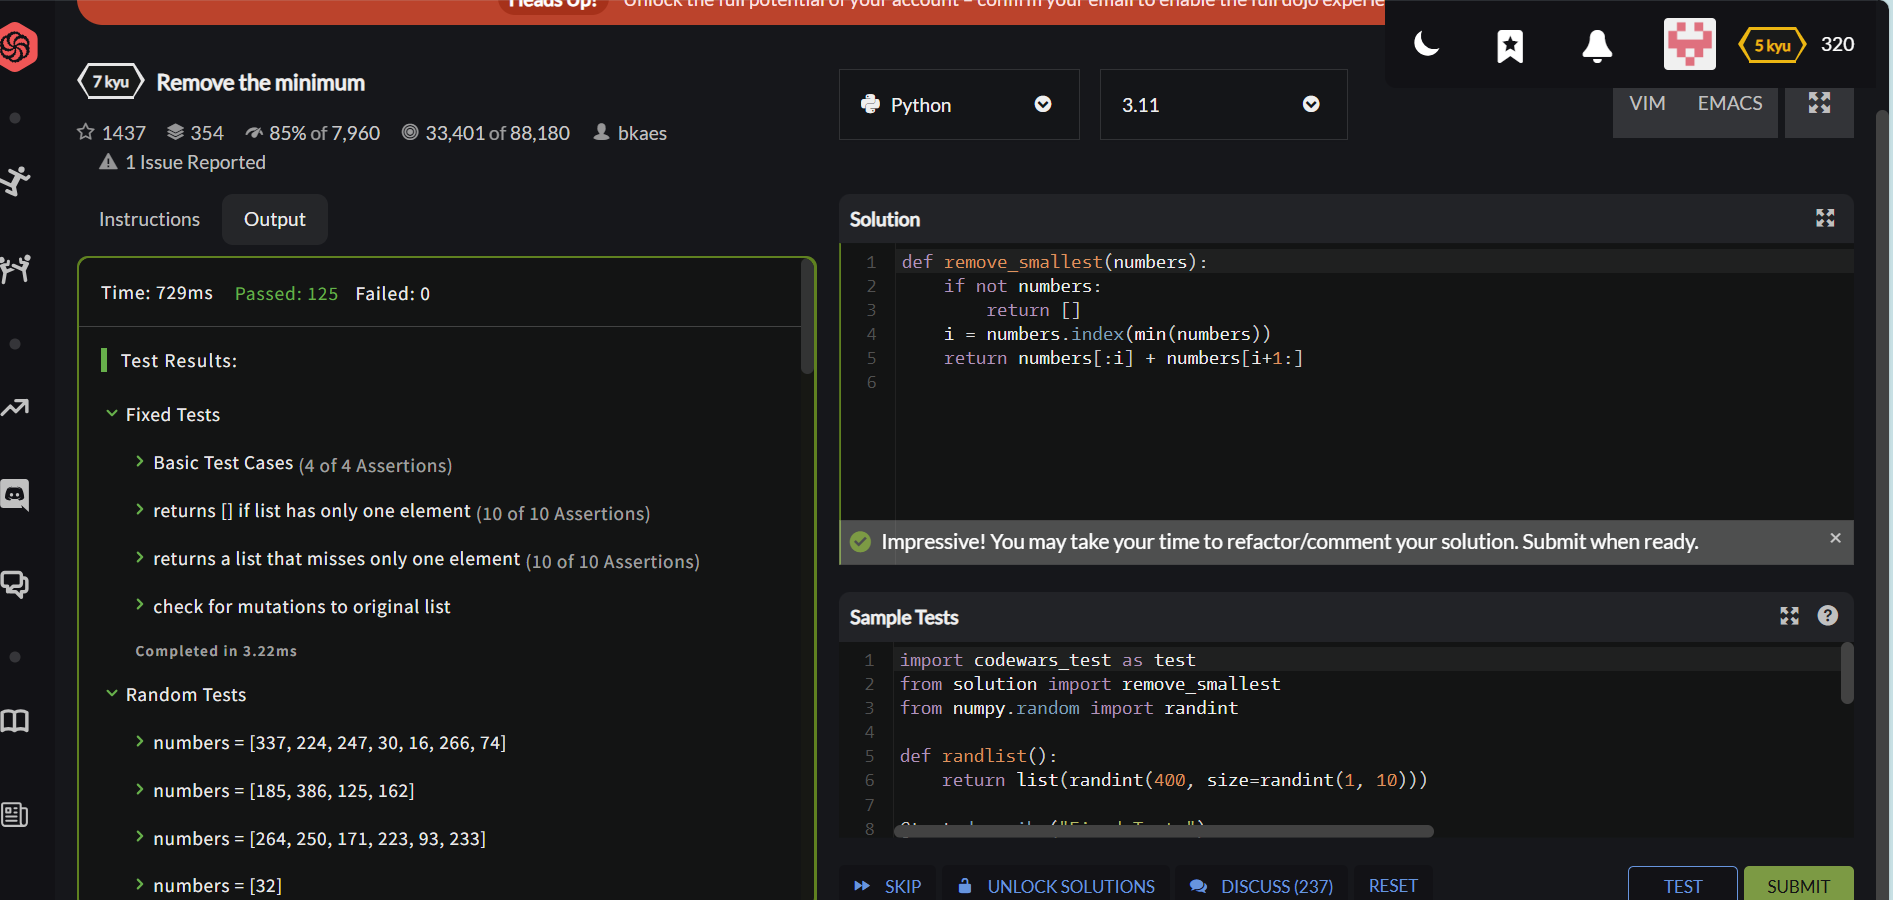 Heads Up! Unlock the full potential of your account – confirm your email to enable the full dojo experie
5 kyu 320
7 kyu Remove the minimum
1437 354 85% of 7,960 33,401 of 88,180 bkaes
1 Issue Reported
Python 3.11 VIM EMACS
Instructions Output
Time: 729ms Passed: 125 Failed: 0
Test Results:
Fixed Tests
Basic Test Cases (4 of 4 Assertions)
returns [] if list has only one element (10 of 10 Assertions)
returns a list that misses only one element (10 of 10 Assertions)
check for mutations to original list
Completed in 3.22ms
Random Tests
numbers = [337, 224, 247, 30, 16, 266, 74]
numbers = [185, 386, 125, 162]
numbers = [264, 250, 171, 223, 93, 233]
numbers = [32]
Solution
1 def remove_smallest(numbers):
2 if not numbers:
3 return []
4 i = numbers.index(min(numbers))
5 return numbers[:i] + numbers[i+1:]
6
Impressive! You may take your time to refactor/comment your solution. Submit when ready.
Sample Tests
1 import codewars_test as test
2 from solution import remove_smallest
3 from numpy.random import randint
4
5 def randlist():
6 return list(randint(400, size=randint(1, 10)))
7
8
SKIP UNLOCK SOLUTIONS DISCUSS (237) RESET TEST SUBMIT